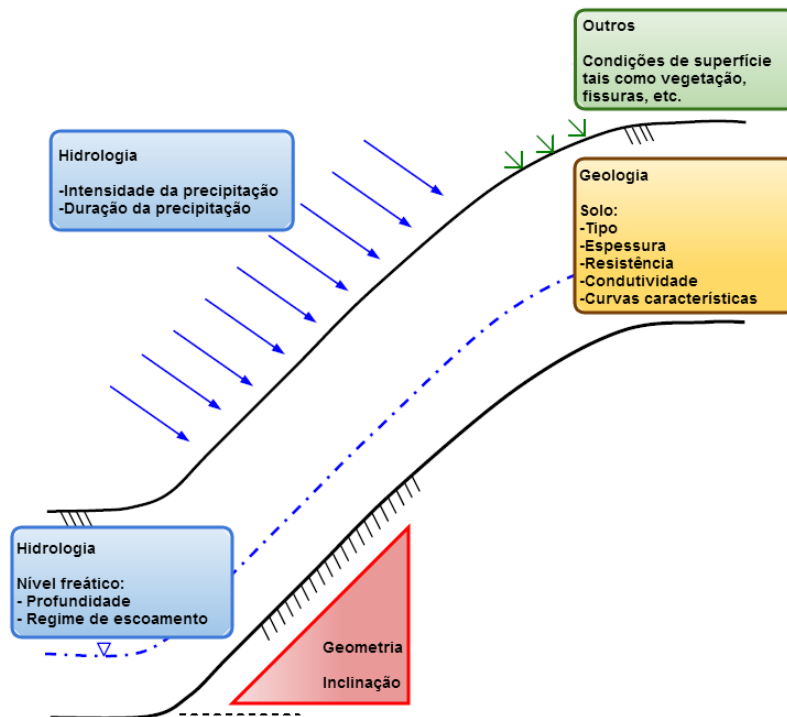 Outros
Condições de superfície
tais como vegetação,
fissuras, etc.
Hidrologia
-Intensidade da precipitação
-Duração da precipitação
Geologia
Solo:
-Tipo
-Espessura
-Resistência
-Condutividade
-Curvas características
Hidrologia
Nível freático:
- Profundidade
- Regime de escoamento
Geometria
Inclinação